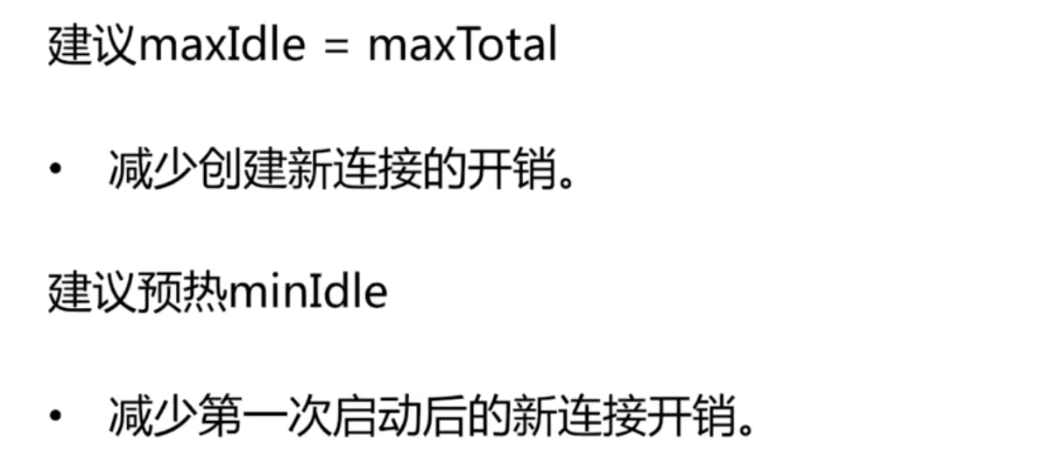 建议maxIdle = maxTotal
• 减少创建新连接的开销。
建议预热minIdle
• 减少第一次启动后的新连接开销。